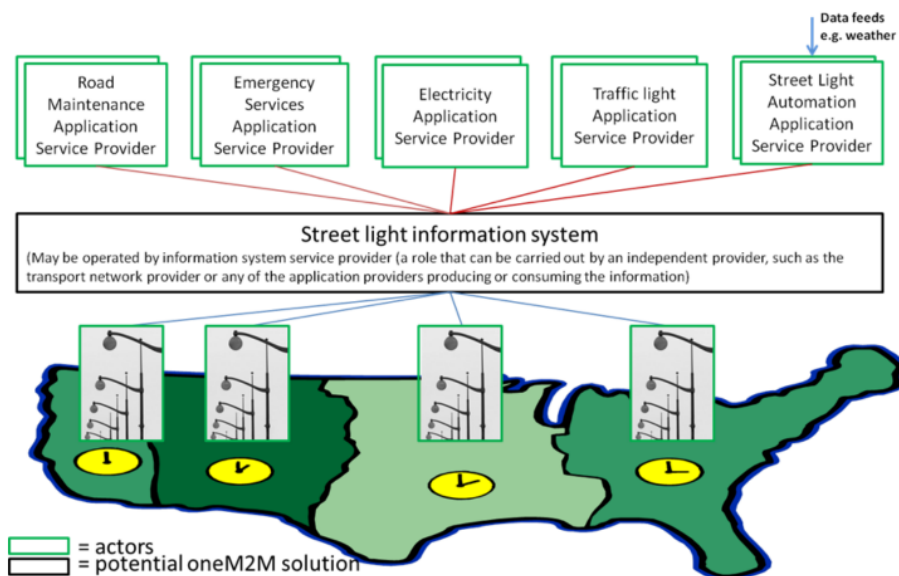 Data feeds
e.g. weather
Road
Maintenance
Application
Service Provider
Emergency
Services
Application
Service Provider
Electricity
Application
Service Provider
Traffic light
Application
Service Provider
Street Light
Automation
Application
Service Provider
Street light information system
(May be operated by information system service provider (a role that can be carried out by an independent provider, such as the
transport network provider or any of the application providers producing or consuming the information)
= actors
= potential oneM2M solution